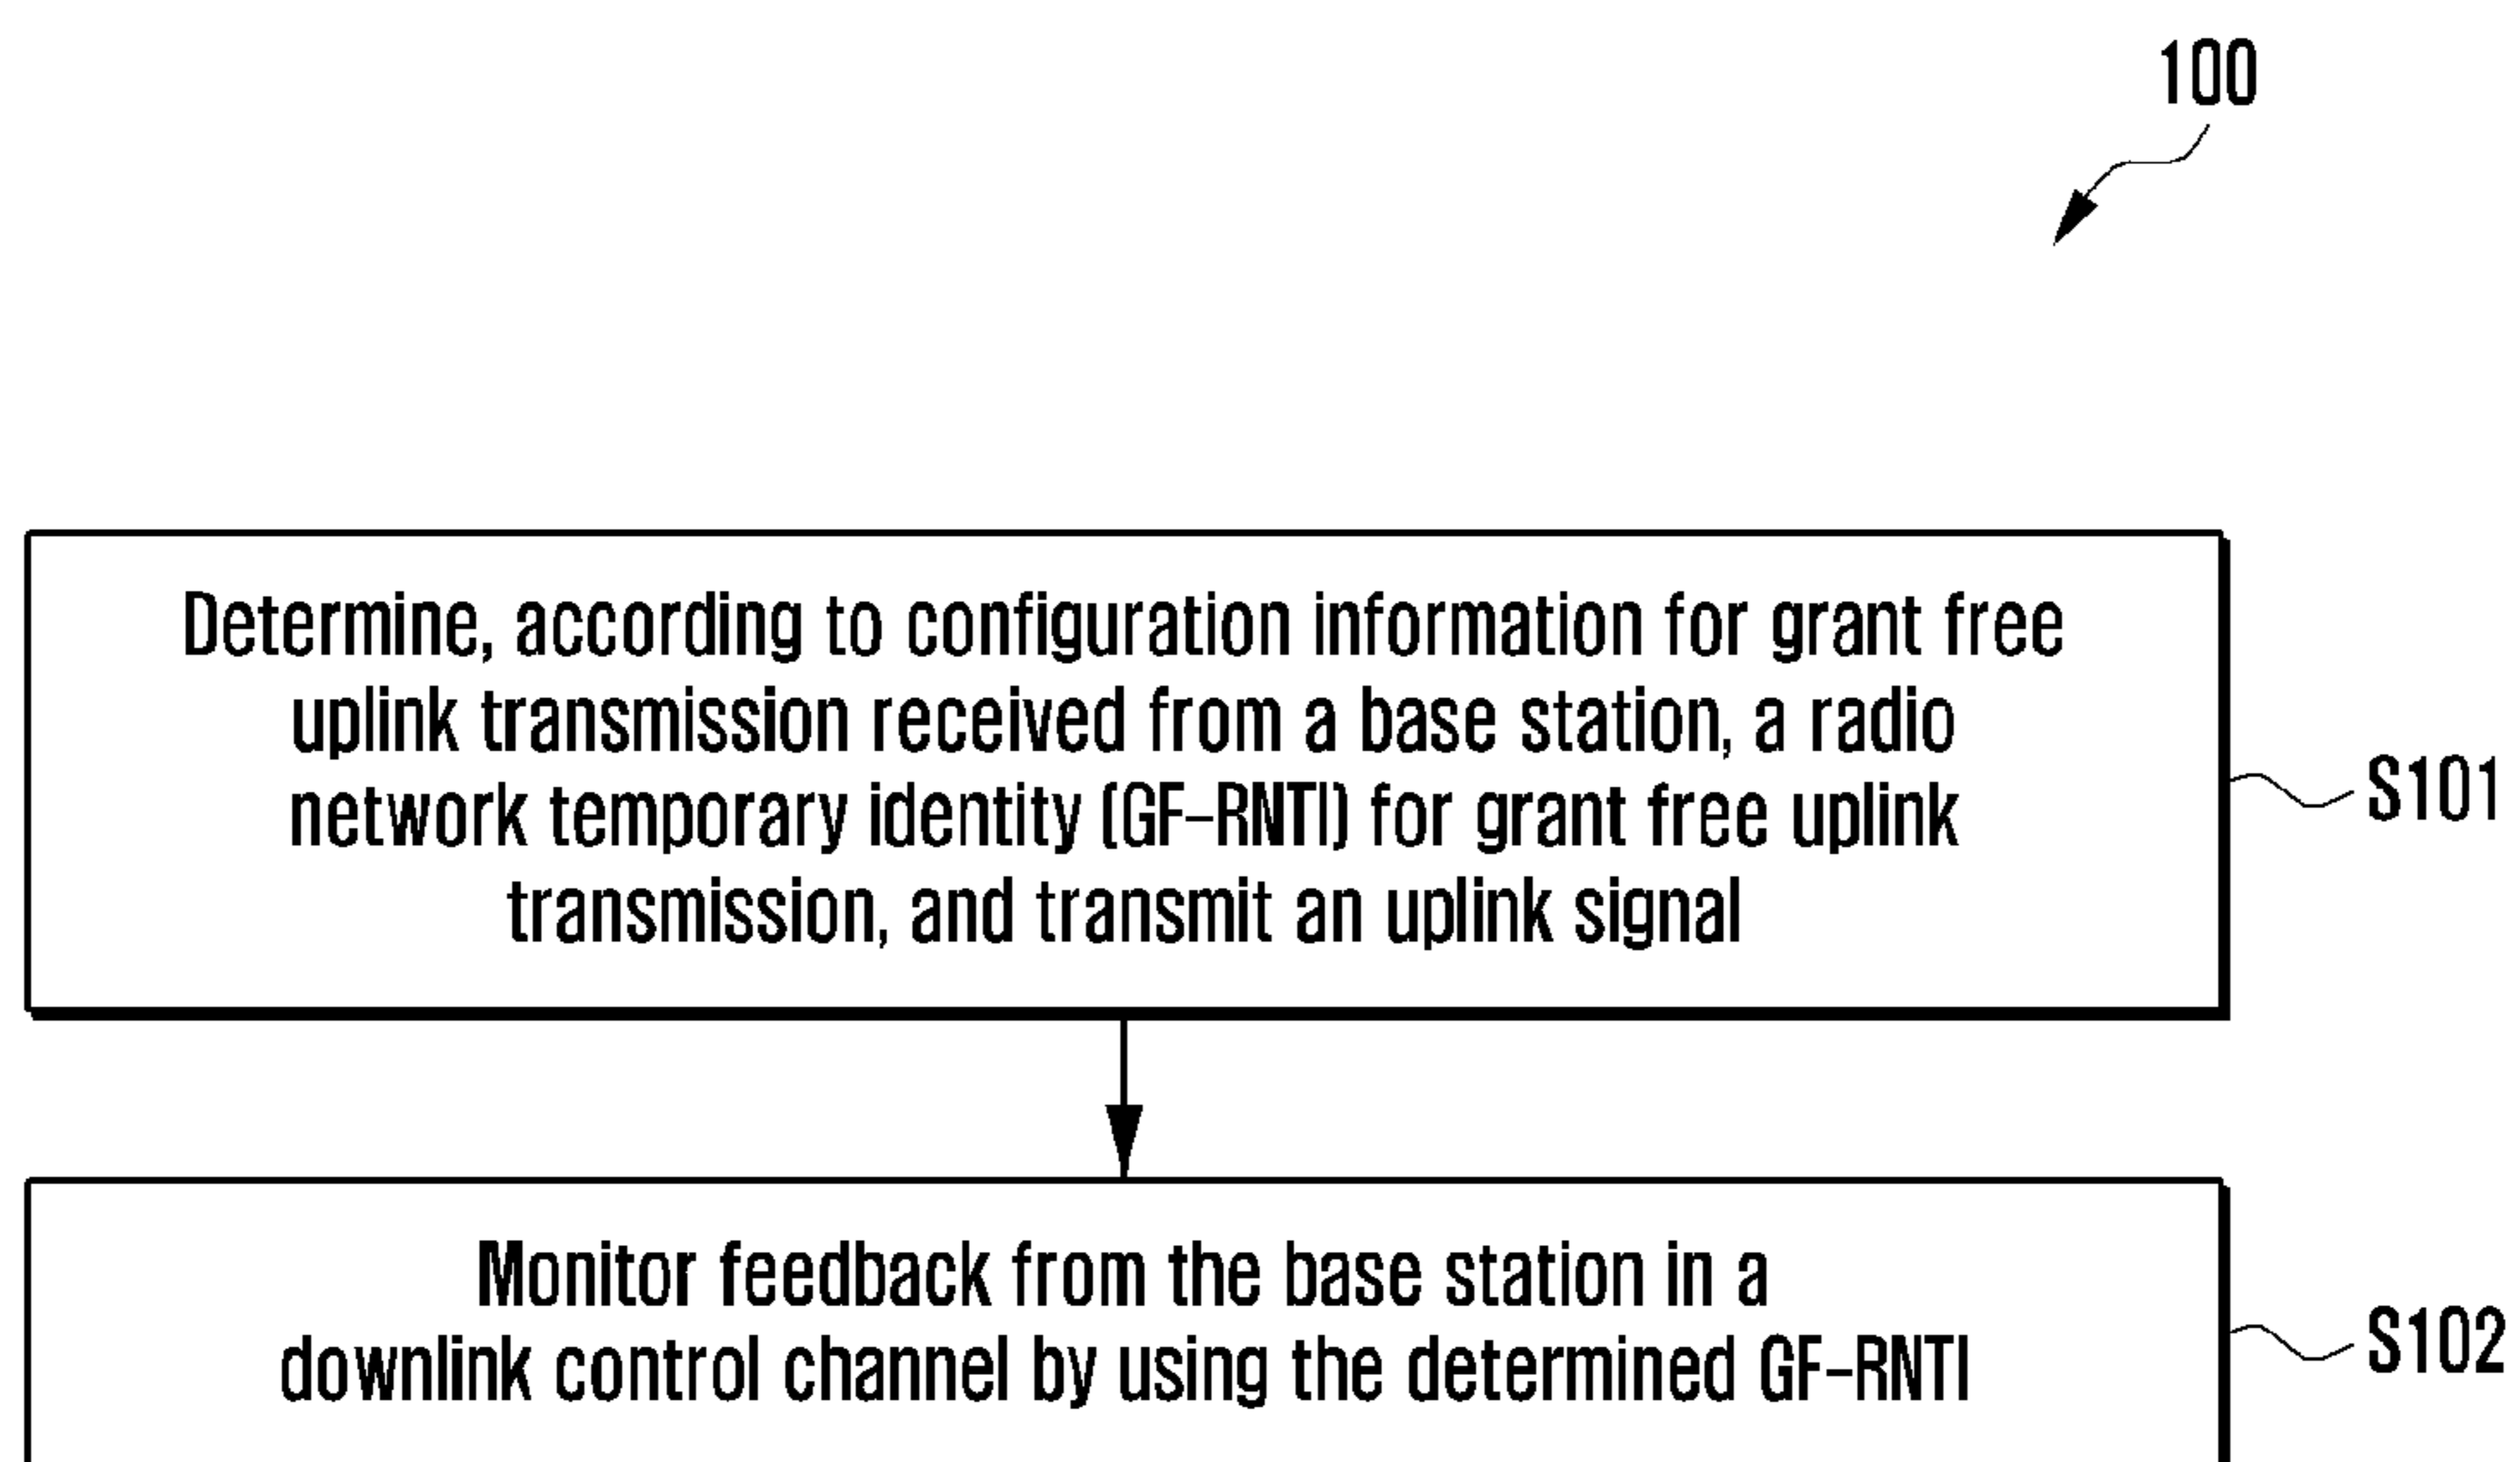 100
Determine, according to configuration information for grant free
uplink transmission received from a base station, a radio
network temporary identity (GF-RNTI) for grant free uplink
transmission, and transmit an uplink signal
S101
Monitor feedback from the base station in a
downlink control channel by using the determined GF-RNTI
S102